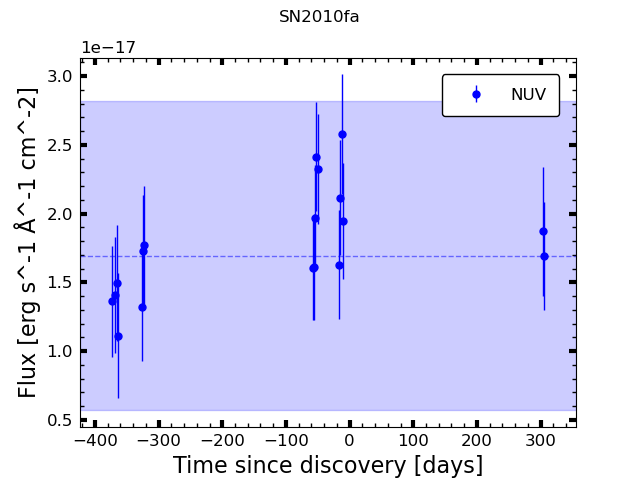 SN2010fa
1e−17
NUV
3.0
2.5
2.0
1.5
1.0
0.5
Flux [erg s^-1 Å^-1 cm^-2]
−400 −300 −200 −100 0 100 200 300
Time since discovery [days]